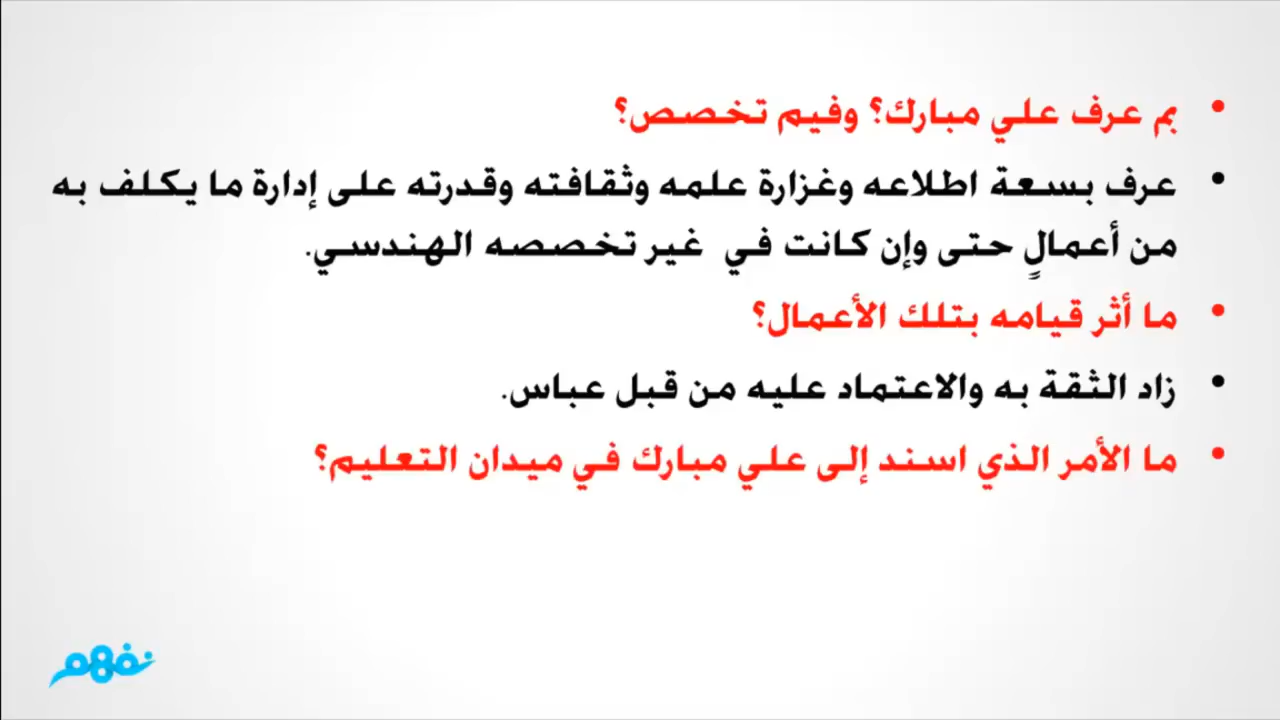 • بم عرف علي مبارك؟ وفيم تخصص؟
• عرف بسعة اطلاعه وغزارة علمه وثقافته وقدرته على إدارة ما يكلف به
من أعمالٍ حتى وإن كانت في غير تخصصه الهندسي.
• ما أثر قيامه بتلك الأعمال؟
• زاد الثقة به والاعتماد عليه من قبل عباس.
• ما الأمر الذي اسند إلى علي مبارك في ميدان التعليم؟
نفهم